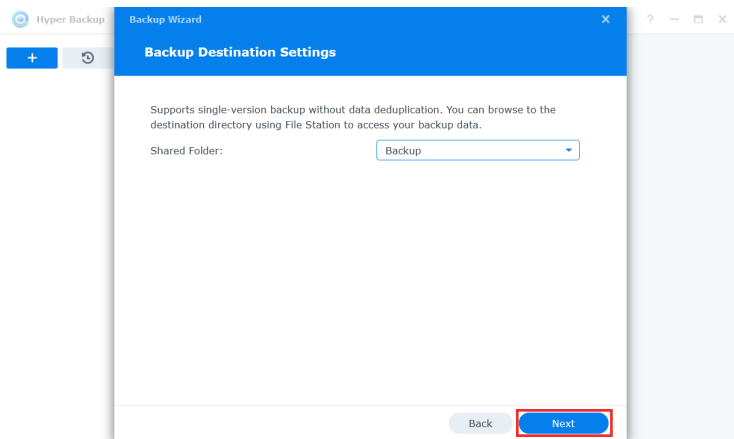 Hyper Backup
Backup Wizard
Backup Destination Settings
Supports single-version backup without data deduplication. You can browse to the
destination directory using File Station to access your backup data.
Shared Folder: Backup
Back Next